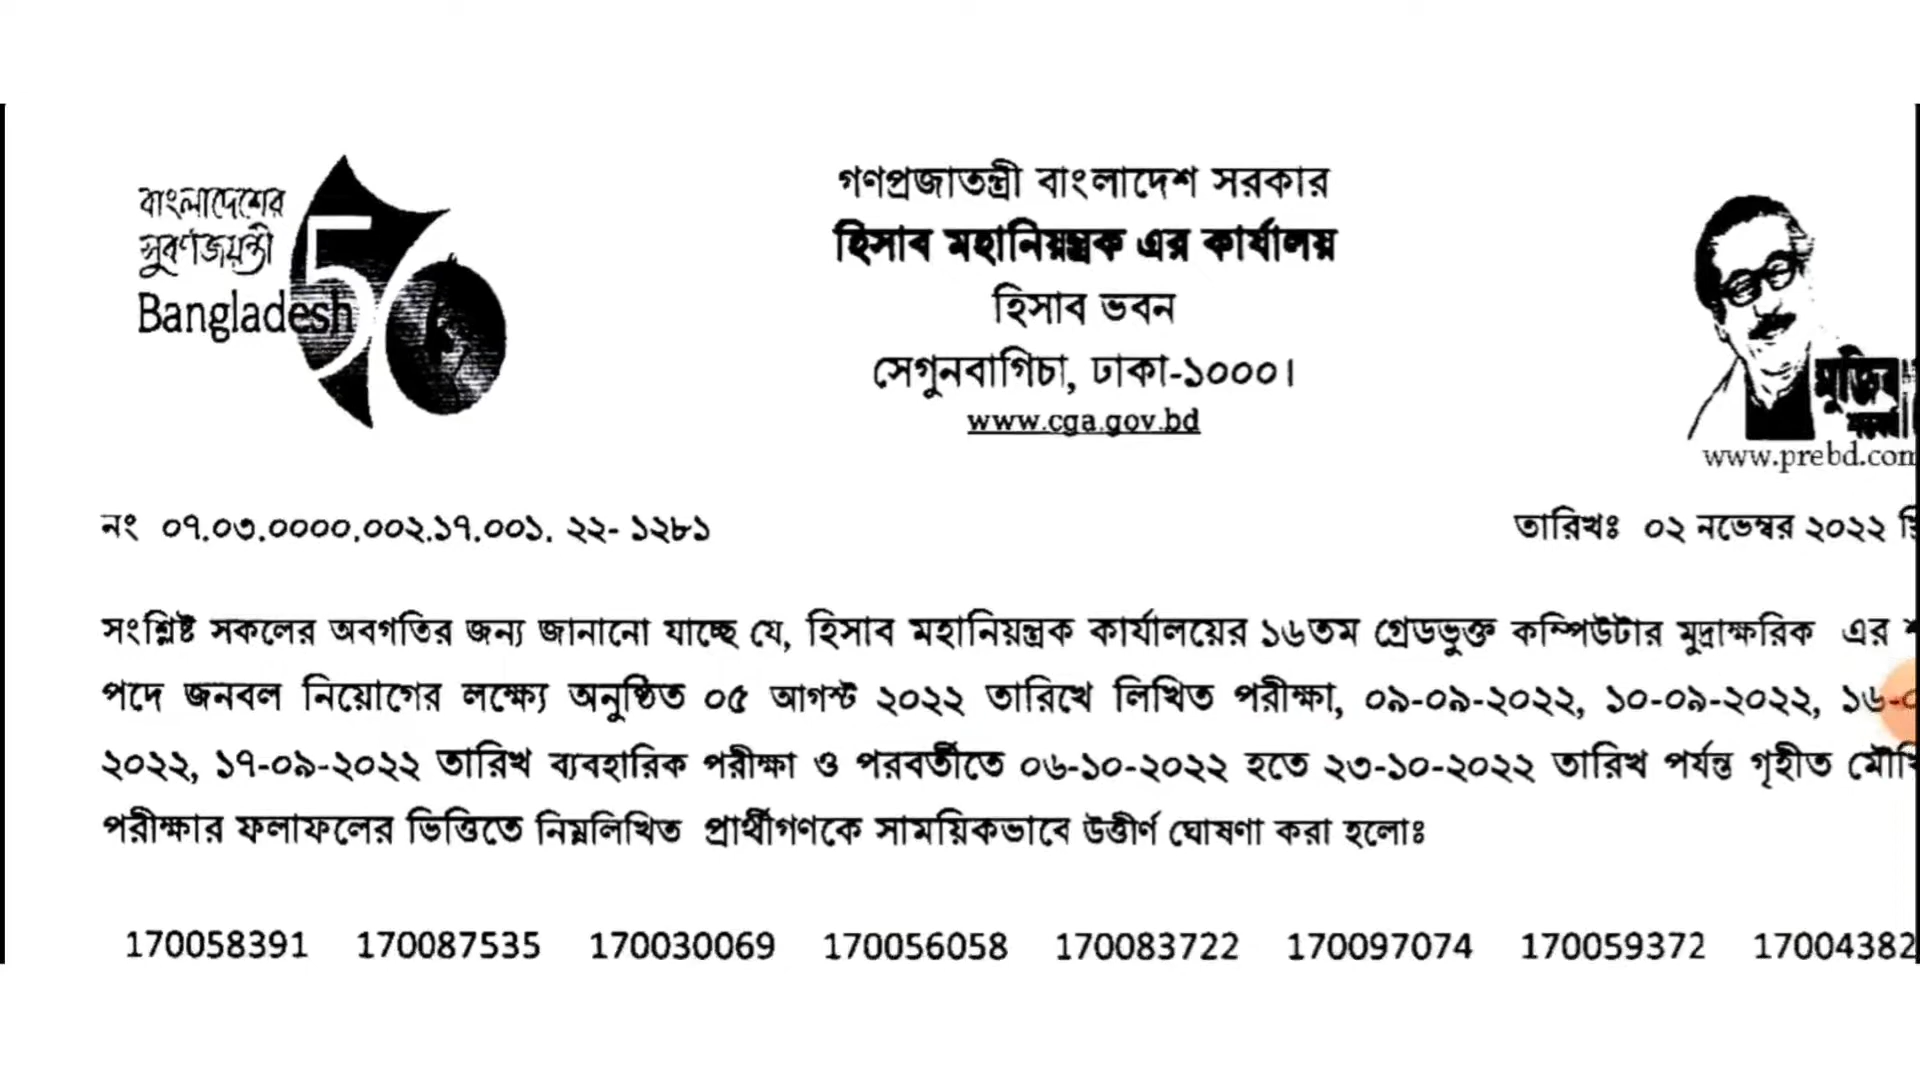 বাংলাদেশের
সুবর্ণজয়ন্তী
50
Bangladesh
গণপ্রজাতন্ত্রী বাংলাদেশ সরকার
হিসাব মহানিয়ন্ত্রক এর কার্যালয়
হিসাব ভবন
সেগুনবাগিচা, ঢাকা-১০০০।
www.cga.gov.bd
মুজিব
www.prebd.com
নং ০৭.০৩.০০০০.০০২.১৭.০০১. ২২- ১২৮১
তারিখঃ ০২ নভেম্বর ২০২২
সংশ্লিষ্ট সকলের অবগতির জন্য জানানো যাচ্ছে যে, হিসাব মহানিয়ন্ত্রক কার্যালয়ের ১৬তম গ্রেডভুক্ত কম্পিউটার মুদ্রাক্ষরিক এর
পদে জনবল নিয়োগের লক্ষ্যে অনুষ্ঠিত ০৫ আগস্ট ২০২২ তারিখে লিখিত পরীক্ষা, ০৯-০৯-২০২২, ১০-০৯-২০২২, ১৬-০
২০২২, ১৭-০৯-২০২২ তারিখ ব্যবহারিক পরীক্ষা ও পরবর্তীতে ০৬-১০-২০২২ হতে ২৩-১০-২০২২ তারিখ পর্যন্ত গৃহীত মৌখি
পরীক্ষার ফলাফলের ভিত্তিতে নিম্নলিখিত প্রার্থীগণকে সাময়িকভাবে উত্তীর্ণ ঘোষণা করা হলোঃ
170058391 170087535 170030069 170056058 170083722 170097074 170059372 17004382